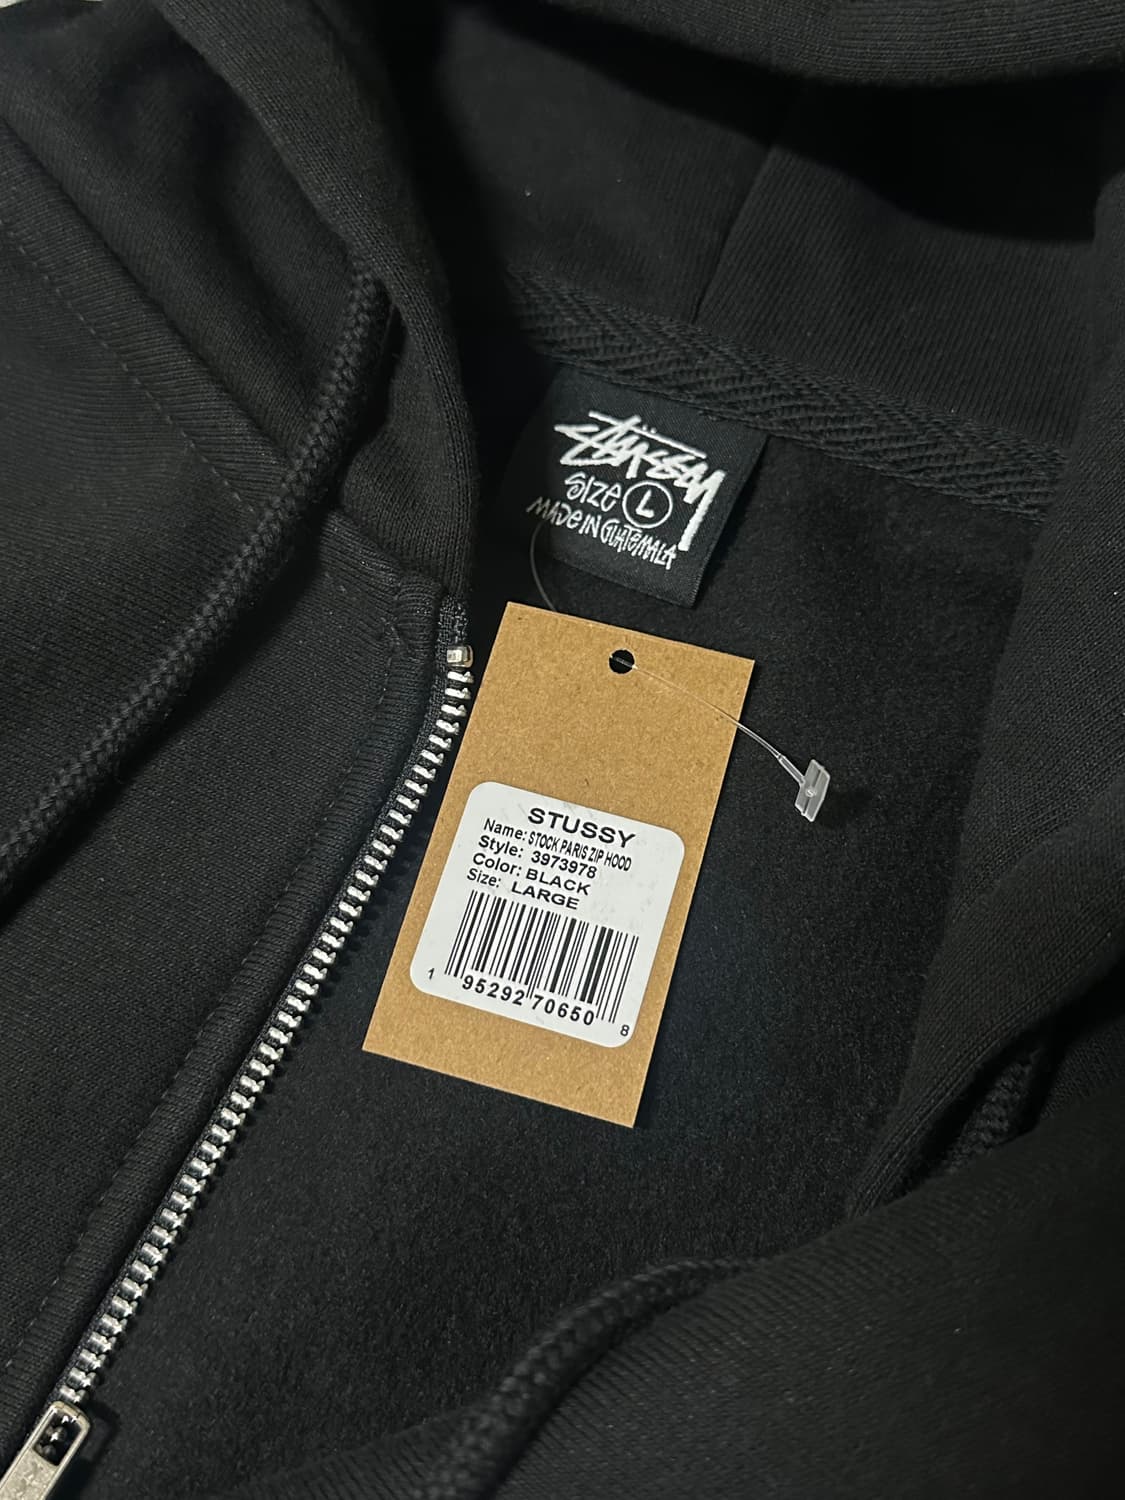 Stüssy
SIZE L
MADE IN GUATEMALA
STUSSY
Name: STOCK PARIS ZIP HOOD
Style: 3973978
Color: BLACK
Size: LARGE
1 95292 70650 8